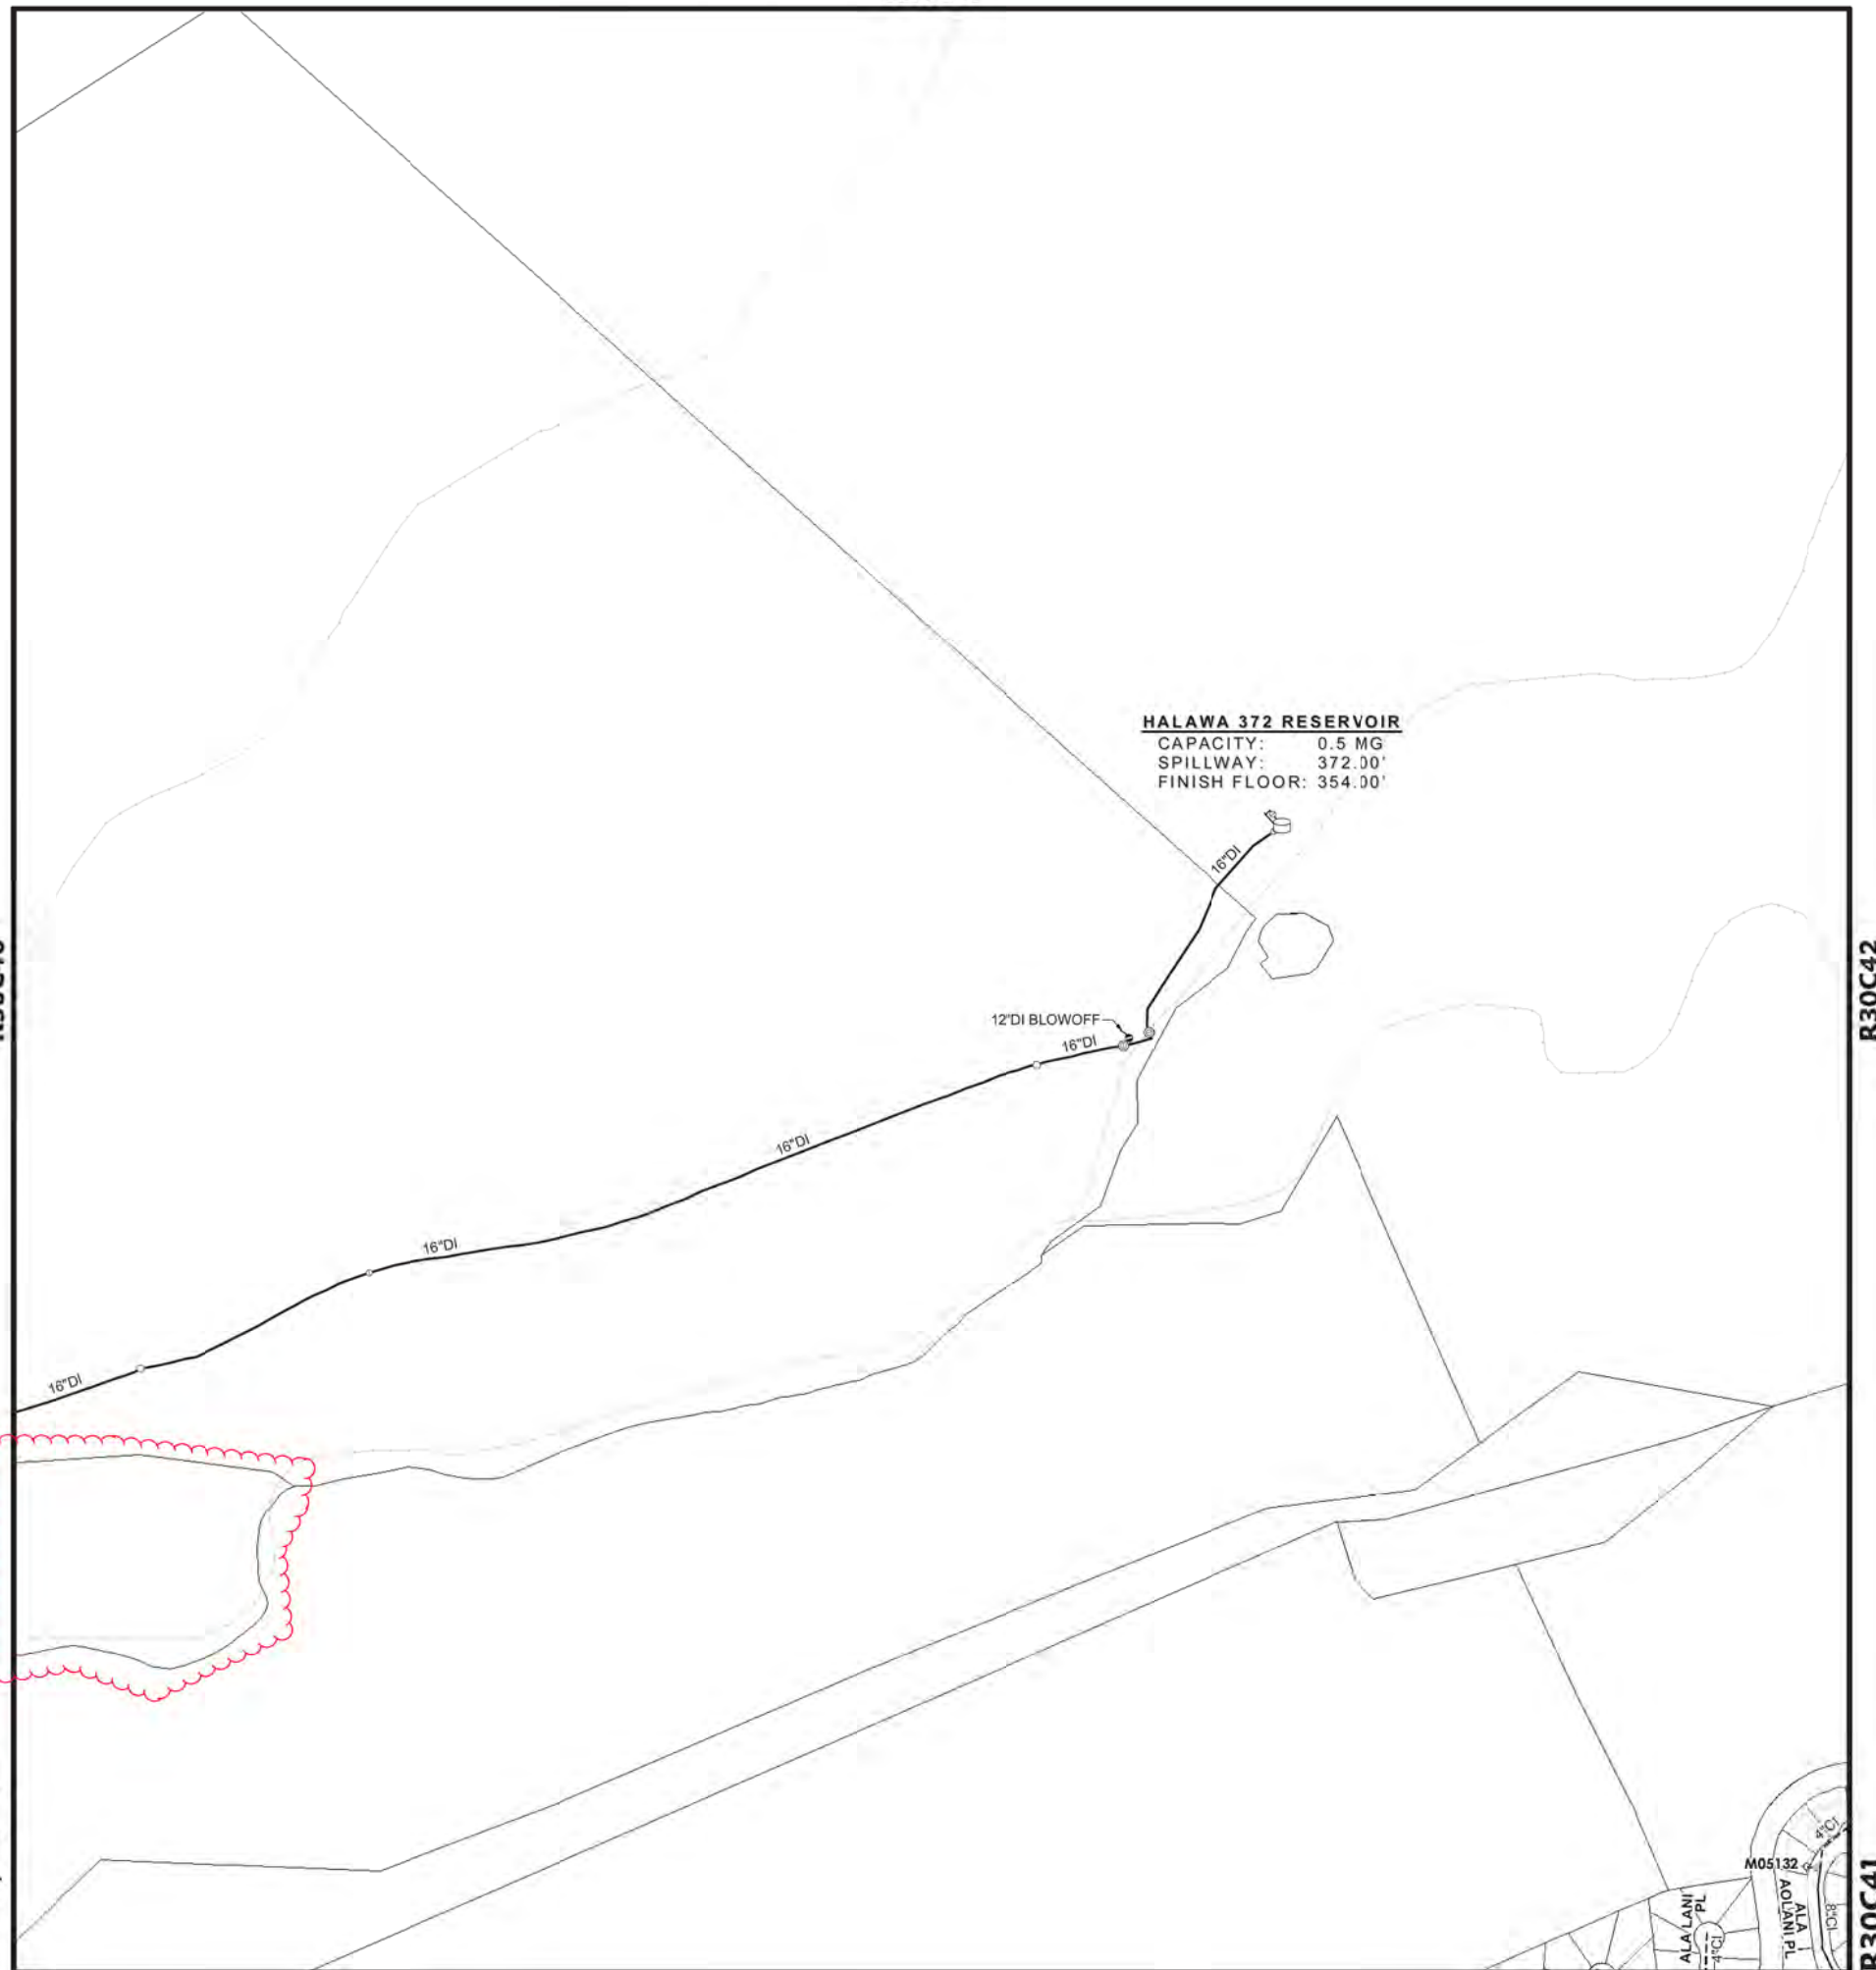 HALAWA 372 RESERVOIR
CAPACITY: 0.5 MG
SPILLWAY: 372.00'
FINISH FLOOR: 354.00'
16"DI
R30C42
12"DI BLOWOFF
16"DI
16"DI
16"DI
16"DI
4"CI
M05132
ALA
AOLANI PL
8"CI
ALA LANI
PL
4"CI
R30C41